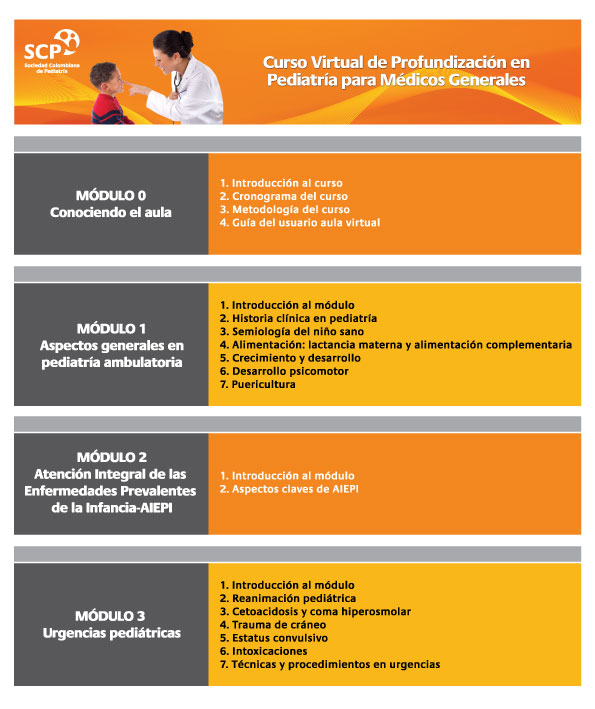 SCP
Sociedad Colombiana
de Pediatría
Curso Virtual de Profundización en
Pediatría para Médicos Generales
MÓDULO 0
Conociendo el aula
1. Introducción al curso
2. Cronograma del curso
3. Metodología del curso
4. Guía del usuario aula virtual
MÓDULO 1
Aspectos generales en
pediatría ambulatoria
1. Introducción al módulo
2. Historia clínica en pediatría
3. Semiología del niño sano
4. Alimentación: lactancia materna y alimentación complementaria
5. Crecimiento y desarrollo
6. Desarrollo psicomotor
7. Puericultura
MÓDULO 2
Atención Integral de las
Enfermedades Prevalentes
de la Infancia-AIEPI
1. Introducción al módulo
2. Aspectos claves de AIEPI
MÓDULO 3
Urgencias pediátricas
1. Introducción al módulo
2. Reanimación pediátrica
3. Cetoacidosis y coma hiperosmolar
4. Trauma de cráneo
5. Estatus convulsivo
6. Intoxicaciones
7. Técnicas y procedimientos en urgencias